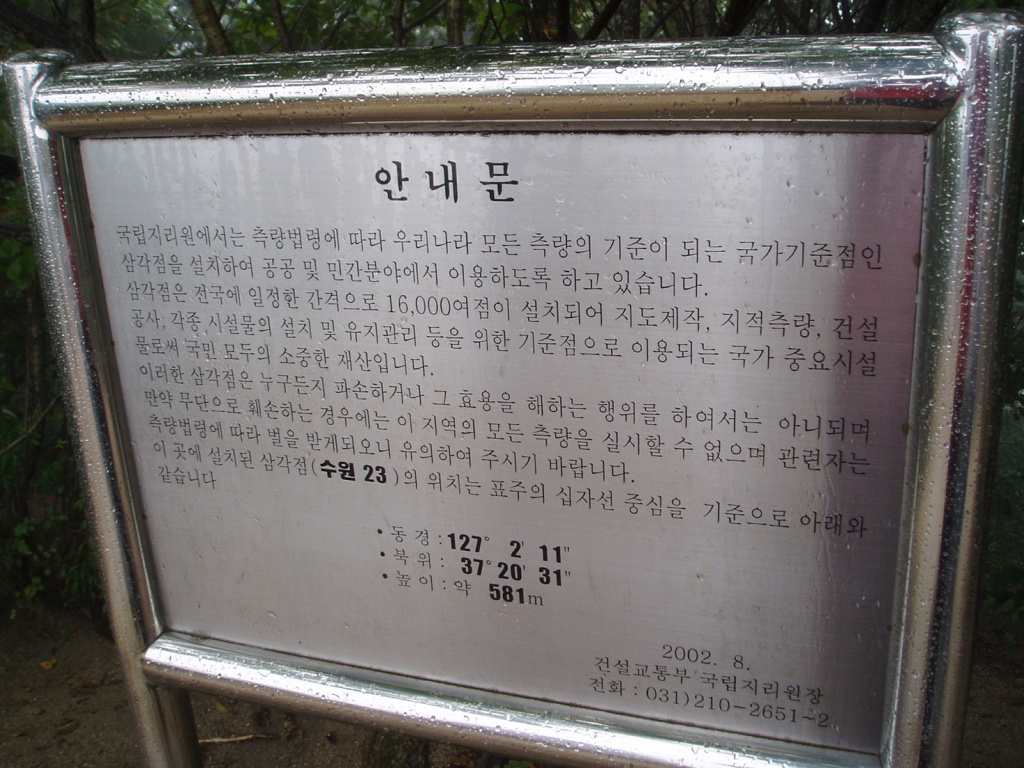 안내문
국립지리원에서는 측량법령에 따라 우리나라 모든 측량의 기준이 되는 국가기준점인
삼각점을 설치하여 공공 및 민간분야에서 이용하도록 하고 있습니다.
삼각점은 전국에 일정한 간격으로 16,000여점이 설치되어 지도제작, 지적측량, 건설
공사, 각종 시설물의 설치 및 유지관리 등을 위한 기준점으로 이용되는 국가 중요시설
물로써 국민 모두의 소중한 재산입니다.
이러한 삼각점은 누구든지 파손하거나 그 효용을 해하는 행위를 하여서는 아니되며
만약 무단으로 훼손하는 경우에는 이 지역의 모든 측량을 실시할 수 없으며 관련자는
측량법령에 따라 벌을 받게되오니 유의하여 주시기 바랍니다.
이 곳에 설치된 삼각점(수원 23)의 위치는 표주의 십자선 중심을 기준으로 아래와
같습니다
• 동 경 : 127° 2' 11"
• 북 위 : 37° 20' 31"
• 높 이 : 약 581m
2002. 8.
건설교통부 국립지리원장
전화 : 031)210-2651~2